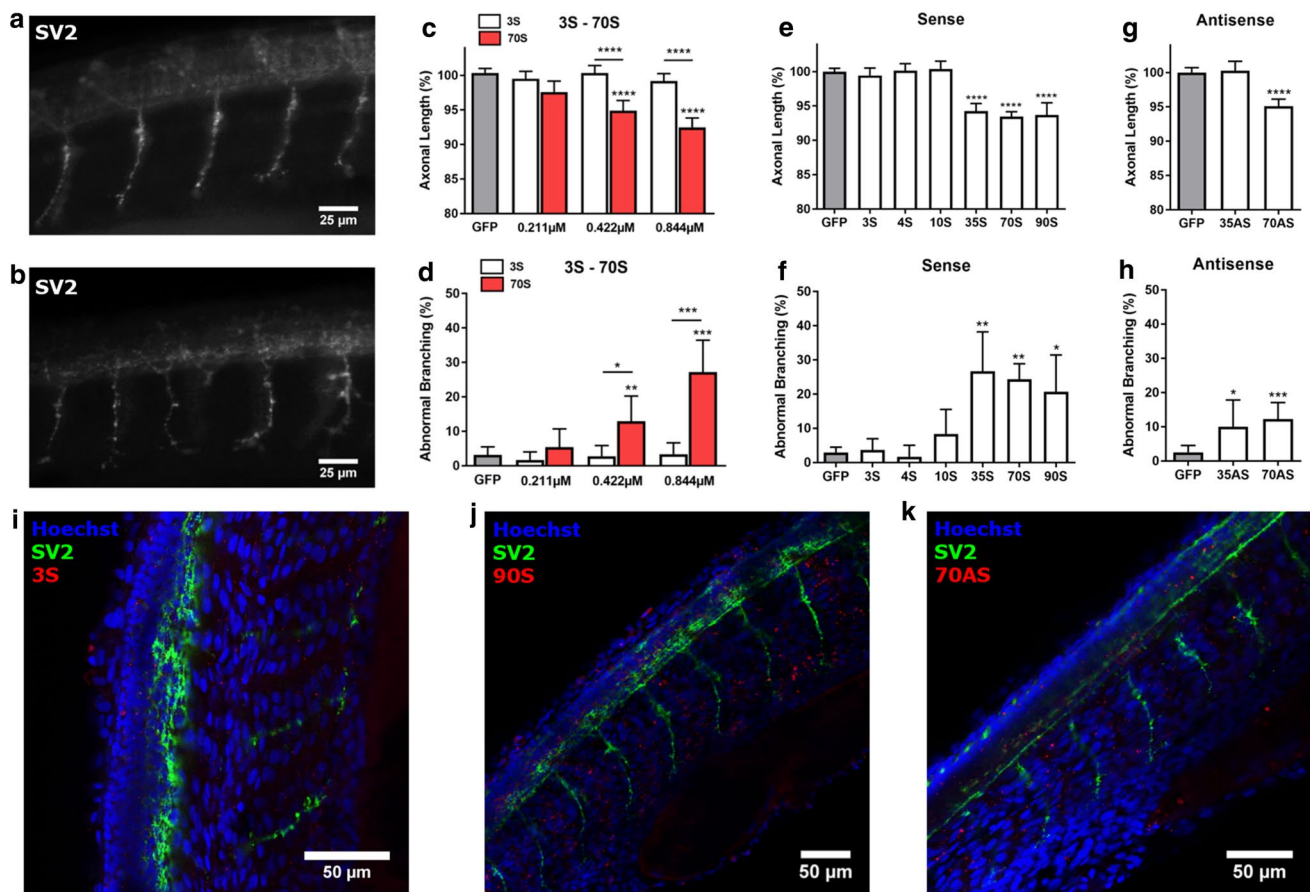 a
SV2
25 µm
b
SV2
25 µm
c
3S - 70S
3S
70S
Axonal Length (%)
100
95
90
85
80
****
****
****
****
GFP
0.211µM
0.422µM
0.844µM
d
3S - 70S
3S
70S
Abnormal Branching (%)
50
40
30
20
10
0
*
**
***
***
GFP
0.211µM
0.422µM
0.844µM
e
Sense
Axonal Length (%)
100
95
90
85
80
****
****
****
GFP
3S
4S
10S
35S
70S
90S
f
Sense
Abnormal Branching (%)
50
40
30
20
10
0
**
**
*
GFP
3S
4S
10S
35S
70S
90S
g
Antisense
Axonal Length (%)
100
95
90
85
80
****
GFP
35AS
70AS
h
Antisense
Abnormal Branching (%)
50
40
30
20
10
0
*
***
GFP
35AS
70AS
i
Hoechst
SV2
3S
50 µm
j
Hoechst
SV2
90S
50 µm
k
Hoechst
SV2
70AS
50 µm